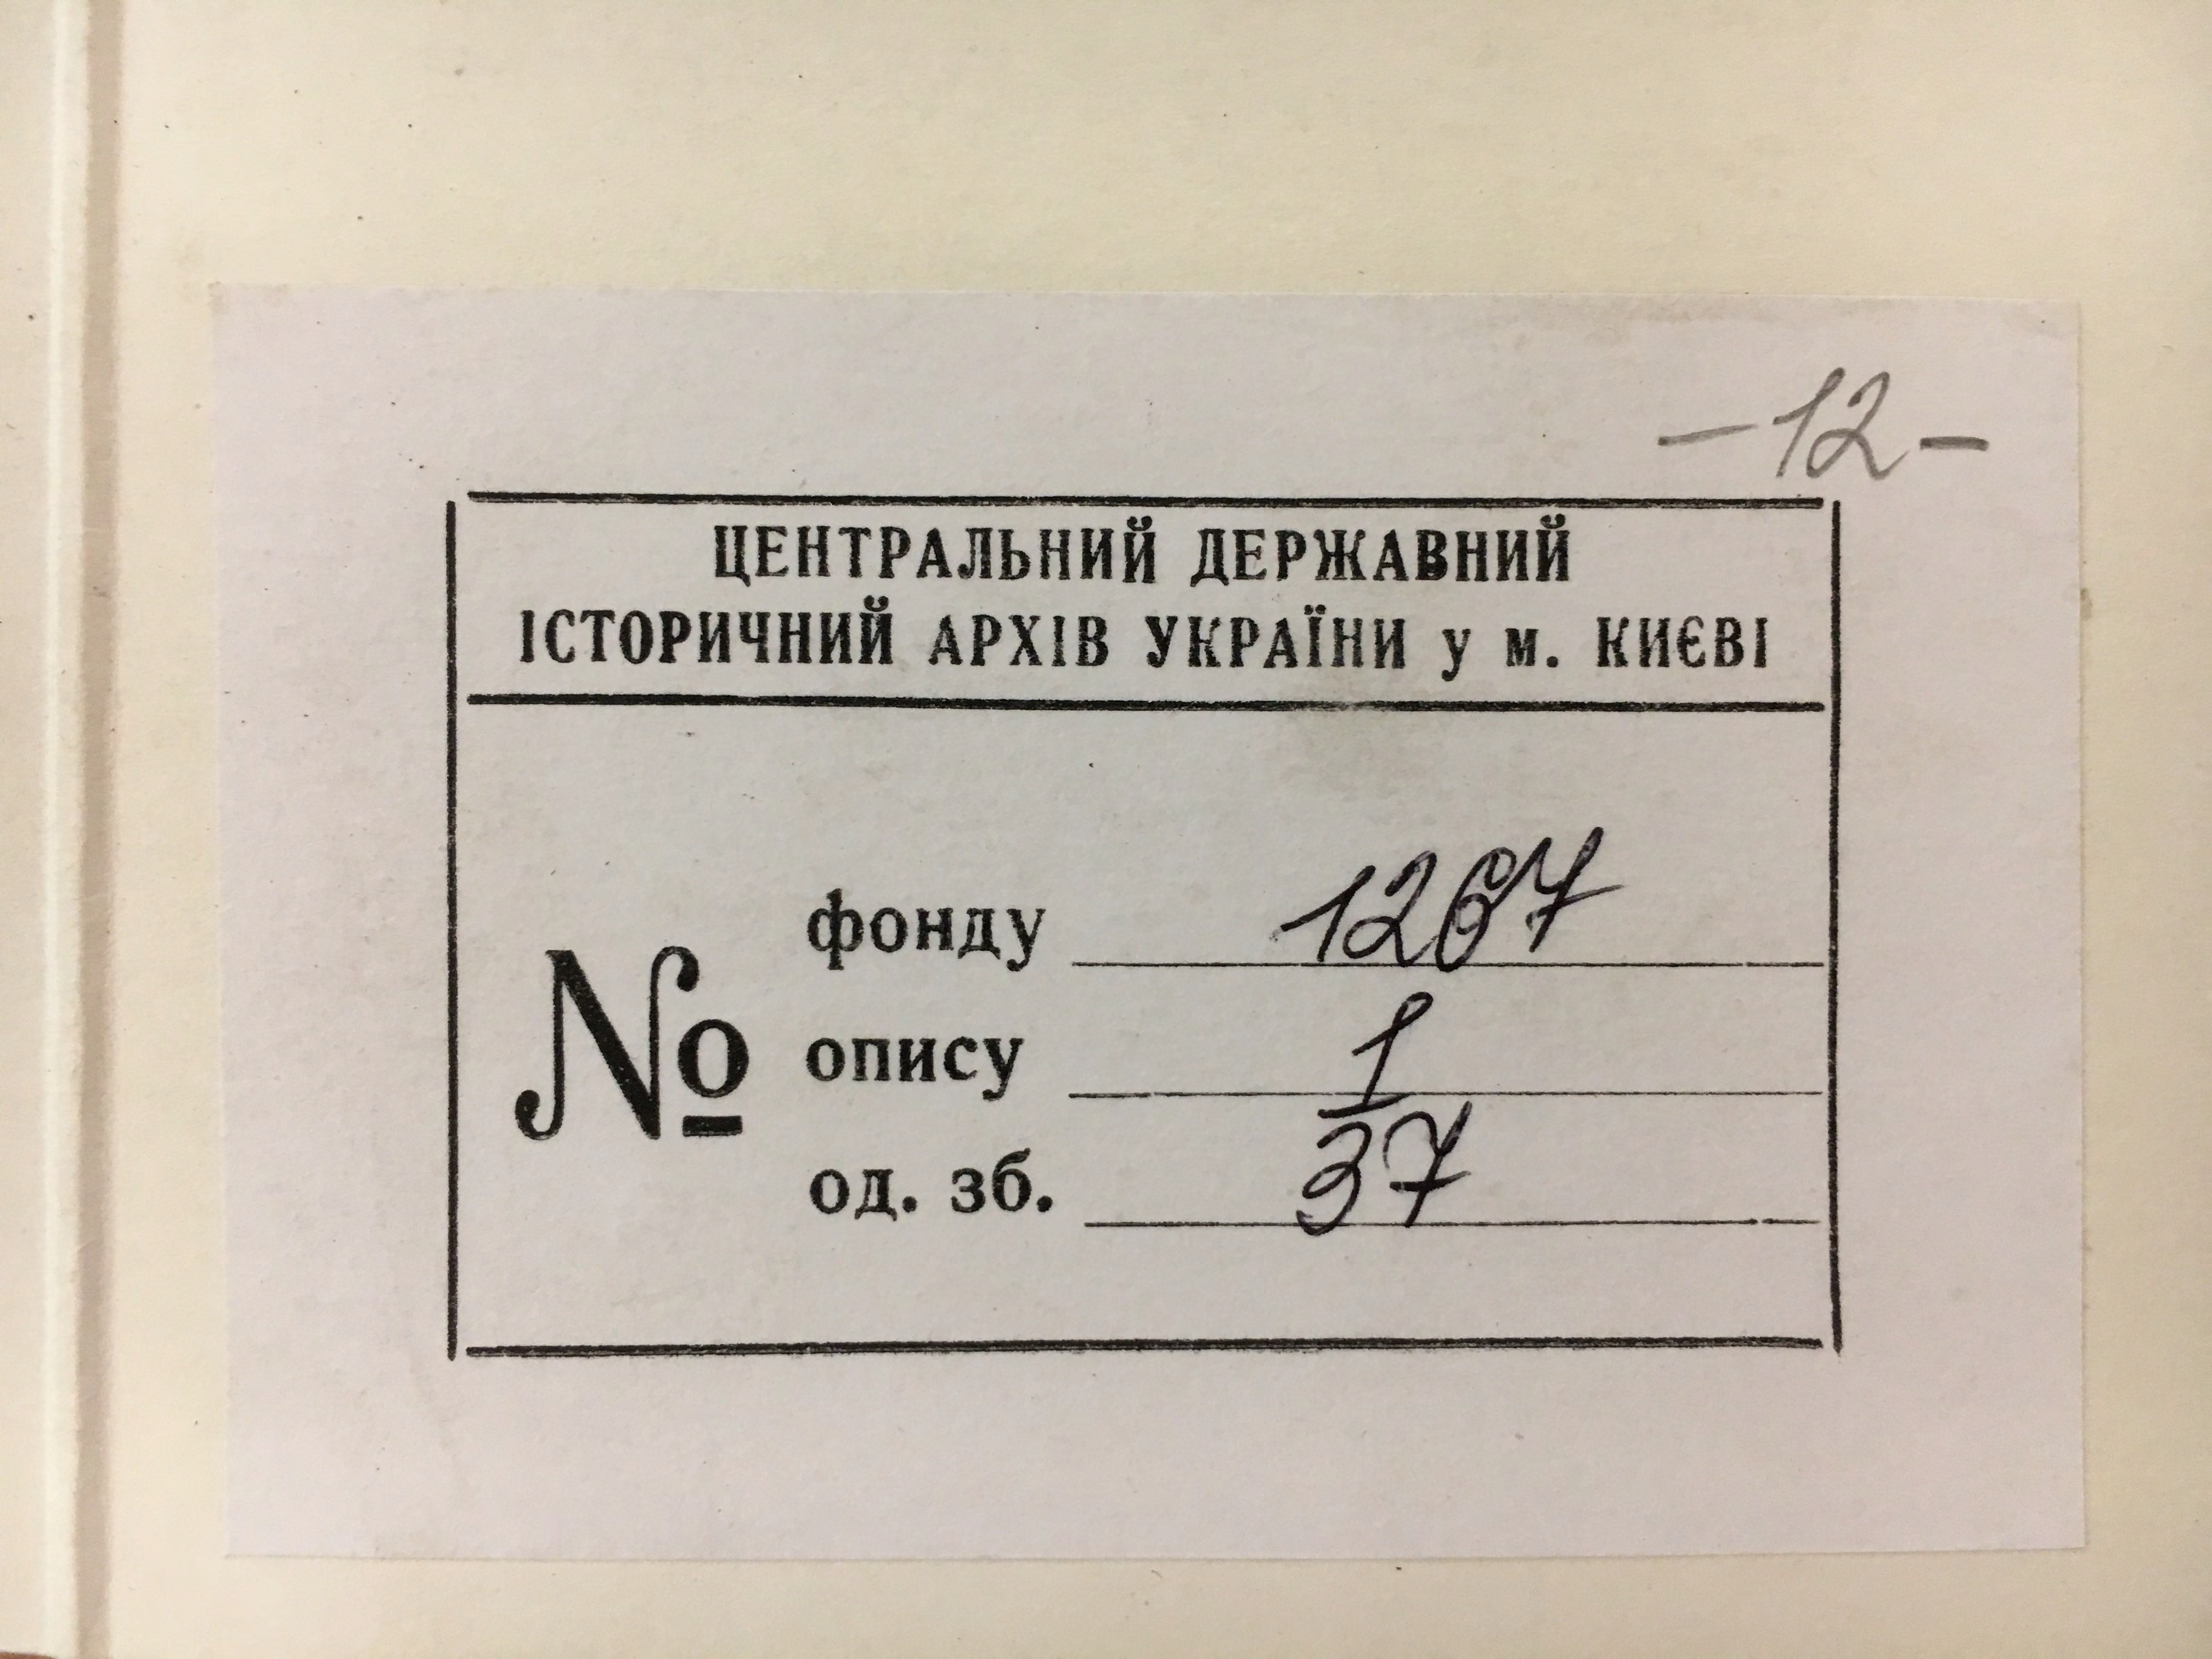 -12-
ЦЕНТРАЛЬНИЙ ДЕРЖАВНИЙ
ІСТОРИЧНИЙ АРХІВ УКРАЇНИ у м. КИЄВІ
№
фонду 1267
опису 1
од. зб. 37